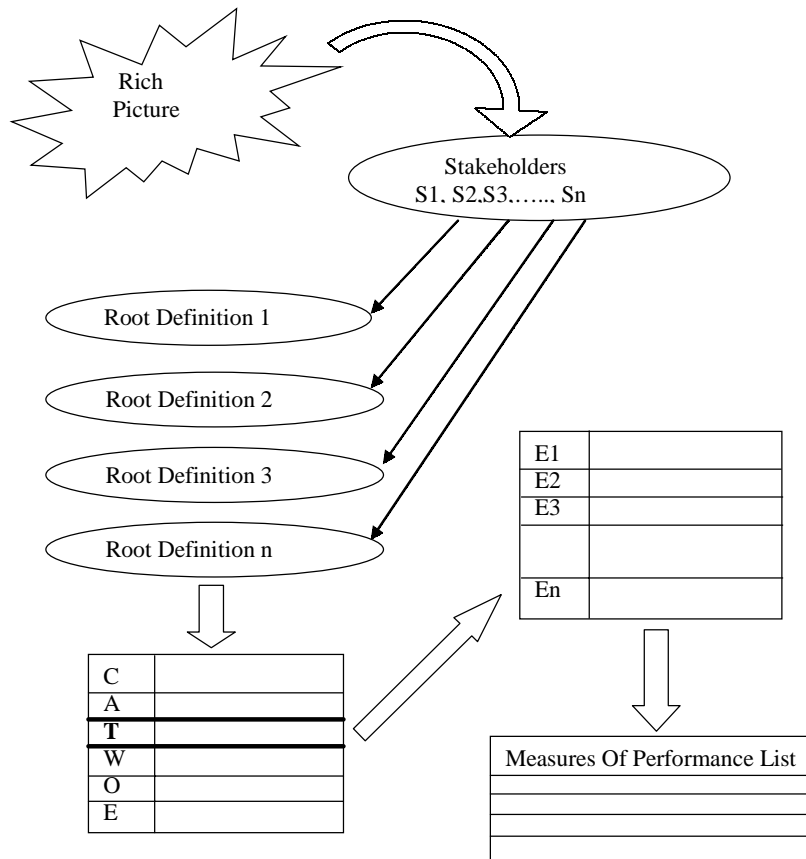 Rich
Picture
Stakeholders
S1, S2,S3,….., Sn
Root Definition 1
Root Definition 2
Root Definition 3
Root Definition n
C
A
T
W
O
E
E1
E2
E3
En
Measures Of Performance List